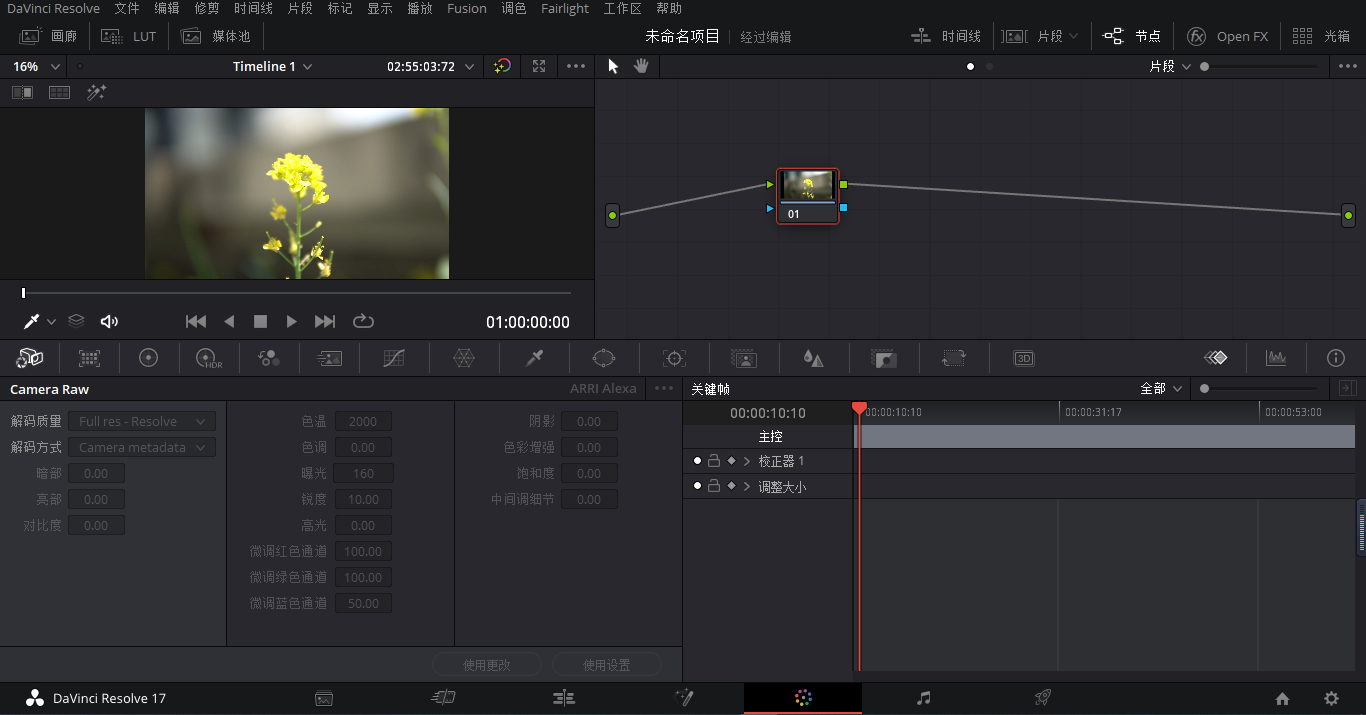 DaVinci Resolve 文件 编辑 修剪 时间线 片段 标记 显示 播放 Fusion 调色 Fairlight 工作区 帮助
画廊 LUT 媒体池 未命名项目 经过编辑 时间线 片段 节点 Open FX 光箱
16% Timeline 1 02:55:03:72 片段
01
01:00:00:00
HDR 3D
Camera Raw ARRI Alexa
解码质量 Full res - Resolve
解码方式 Camera metadata
暗部 0.00
亮部 0.00
对比度 0.00
色温 2000
色调 0.00
曝光 160
锐度 10.00
高光 0.00
微调红色通道 100.00
微调绿色通道 100.00
微调蓝色通道 50.00
阴影 0.00
色彩增强 0.00
饱和度 0.00
中间调细节 0.00
使用更改 使用设置
关键帧 全部
00:00:10:10 00:00:10:10 00:00:31:17 00:00:53:00
主控
校正器 1
调整大小
DaVinci Resolve 17